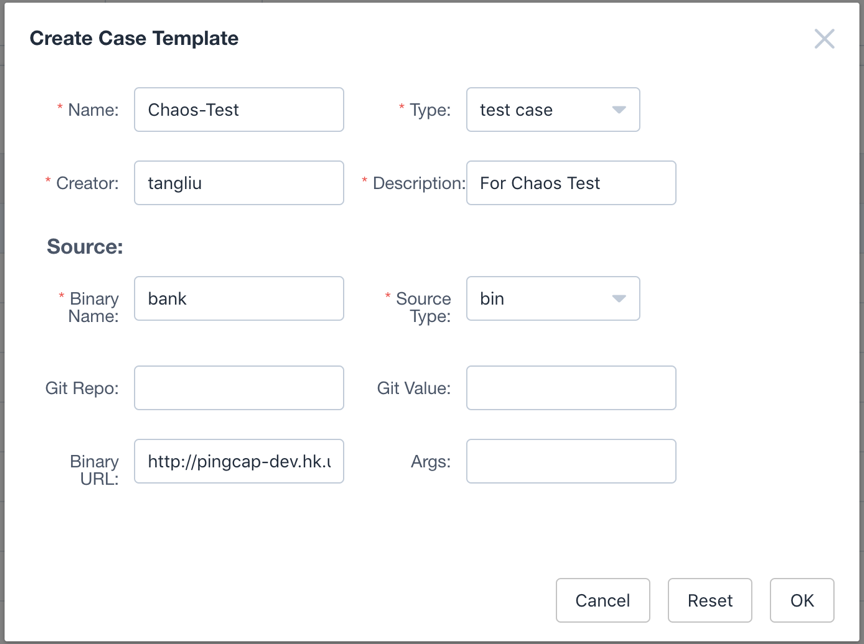 Create Case Template
* Name: Chaos-Test * Type: test case
* Creator: tangliu * Description: For Chaos Test
Source:
* Binary Name: bank * Source Type: bin
Git Repo: Git Value:
Binary URL: http://pingcap-dev.hk. Args:
Cancel Reset OK